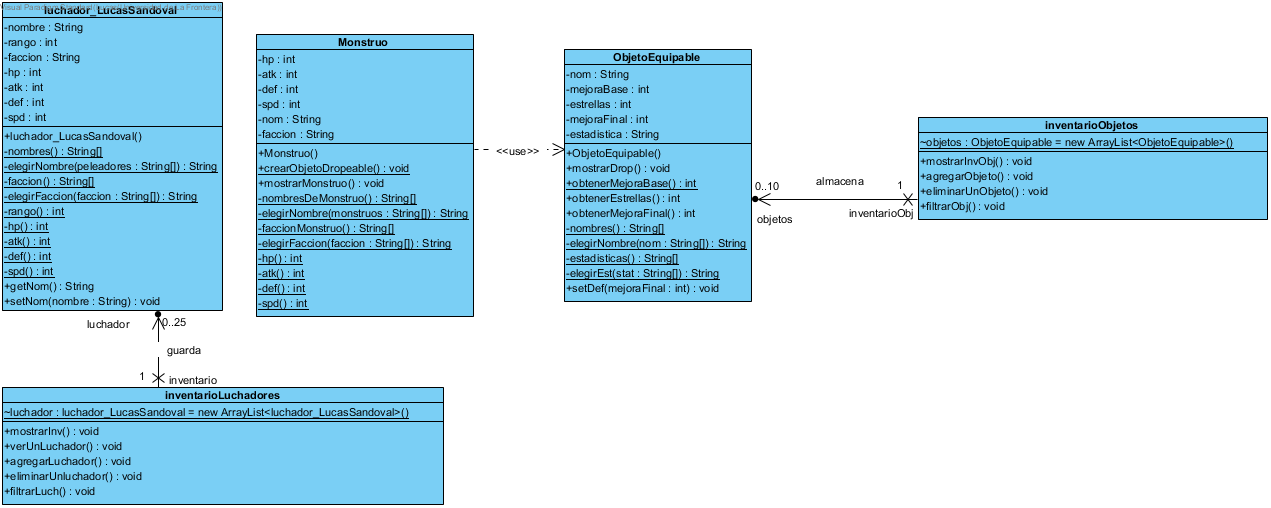 luchador_LucasSandoval
-nombre : String
-rango : int
-faccion : String
-hp : int
-atk : int
-def : int
-spd : int
+luchador_LucasSandoval()
-nombres() : String[]
-elegirNombre(peleadores : String[]) : String
-faccion() : String[]
-elegirFaccion(faccion : String[]) : String
-rango() : int
-hp() : int
-atk() : int
-def() : int
-spd() : int
+getNom() : String
+setNom(nombre : String) : void
Monstruo
-hp : int
-atk : int
-def : int
-spd : int
-nom : String
-faccion : String
+Monstruo()
+crearObjetoDropeable() : void
+mostrarMonstruo() : void
-nombresDeMonstruo() : String[]
-elegirNombre(monstruos : String[]) : String
-faccionMonstruo() : String[]
-elegirFaccion(faccion : String[]) : String
-hp() : int
-atk() : int
-def() : int
-spd() : int
<<use>>
ObjetoEquipable
-nom : String
-mejoraBase : int
-estrellas : int
-mejoraFinal : int
-estadistica : String
+ObjetoEquipable()
+mostrarDrop() : void
+obtenerMejoraBase() : int
+obtenerEstrellas() : int
+obtenerMejoraFinal() : int
-nombres() : String[]
-elegirNombre(nom : String[]) : String
-estadisticas() : String[]
-elegirEst(stat : String[]) : String
+setDef(mejoraFinal : int) : void
0..10
almacena
1
objetos
inventarioObj
inventarioObjetos
~objetos : ObjetoEquipable = new ArrayList<ObjetoEquipable>()
+mostrarInvObj() : void
+agregarObjeto() : void
+eliminarUnObjeto() : void
+filtrarObj() : void
luchador
0..25
guarda
1
inventario
inventarioLuchadores
~luchador : luchador_LucasSandoval = new ArrayList<luchador_LucasSandoval>()
+mostrarInv() : void
+verUnLuchador() : void
+agregarLuchador() : void
+eliminarUnluchador() : void
+filtrarLuch() : void